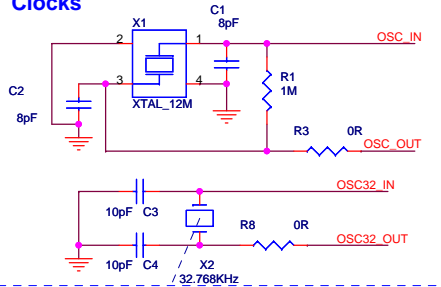 Clocks
X1
C1
8pF
2
1
OSC_IN
3
4
C2
8pF
XTAL_12M
R1
1M
R3
0R
OSC_OUT
OSC32_IN
10pF
C3
R8
0R
OSC32_OUT
10pF
C4
X2
32.768KHz